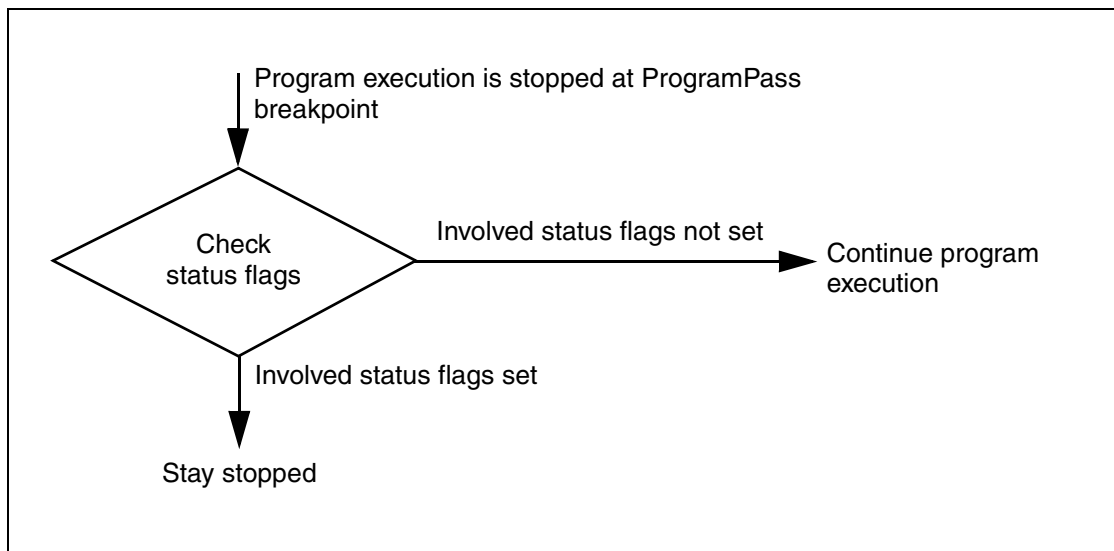 Program execution is stopped at ProgramPass
breakpoint
Check
status flags
Involved status flags not set
Continue program
execution
Involved status flags set
Stay stopped